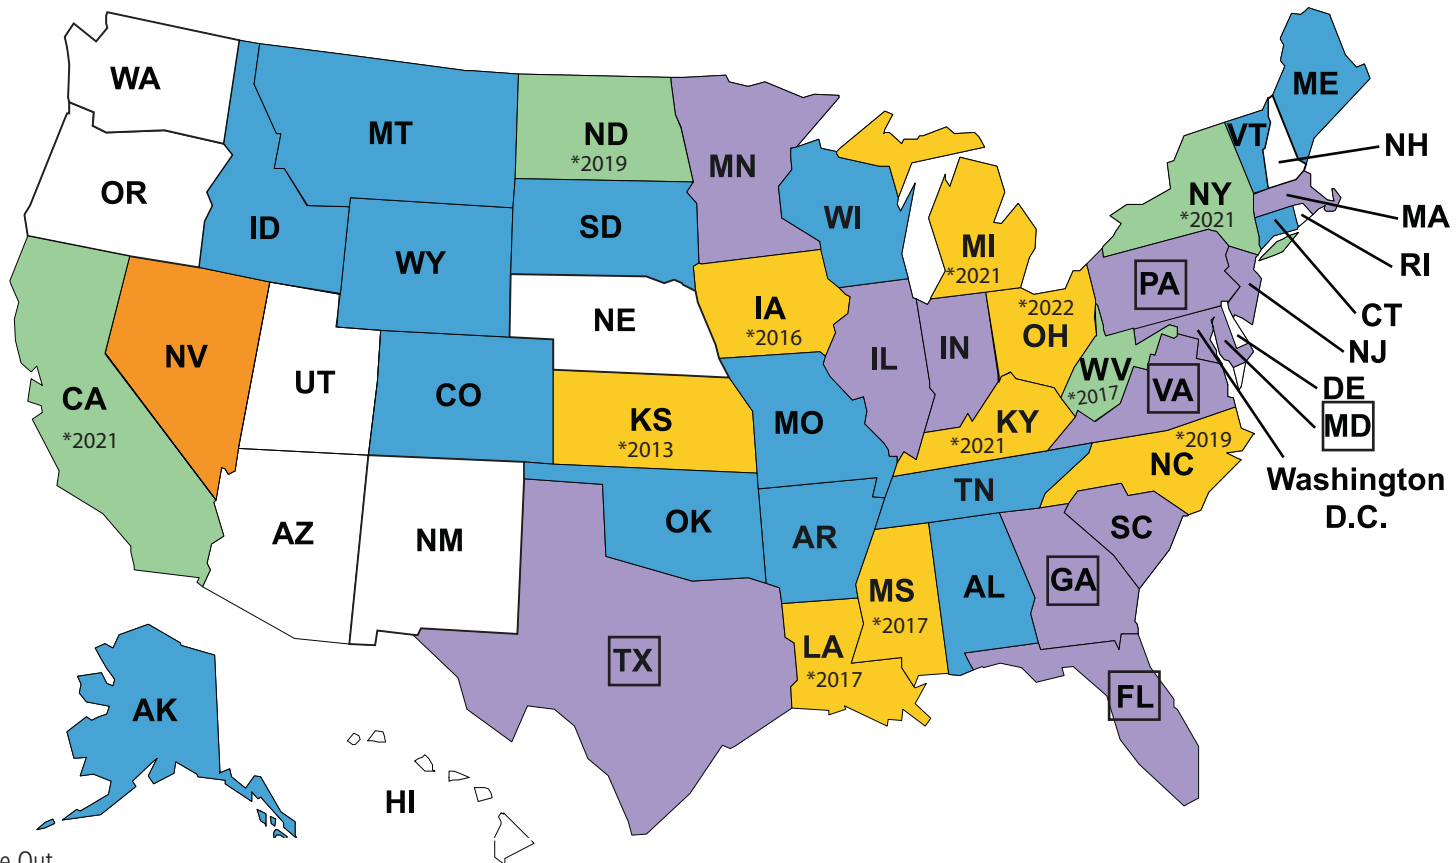 WA
OR
CA
*2021
NV
ID
MT
WY
UT
CO
AZ
NM
ND
*2019
SD
NE
KS
*2013
OK
TX
MN
IA
*2016
MO
AR
LA
*2017
WI
IL
IN
MI
*2021
*2022
OH
KY
*2021
TN
MS
*2017
AL
GA
FL
SC
*2019
NC
VA
WV
*2017
PA
NY
*2021
VT
ME
NH
MA
RI
CT
NJ
DE
MD
Washington
D.C.
AK
HI
e Out